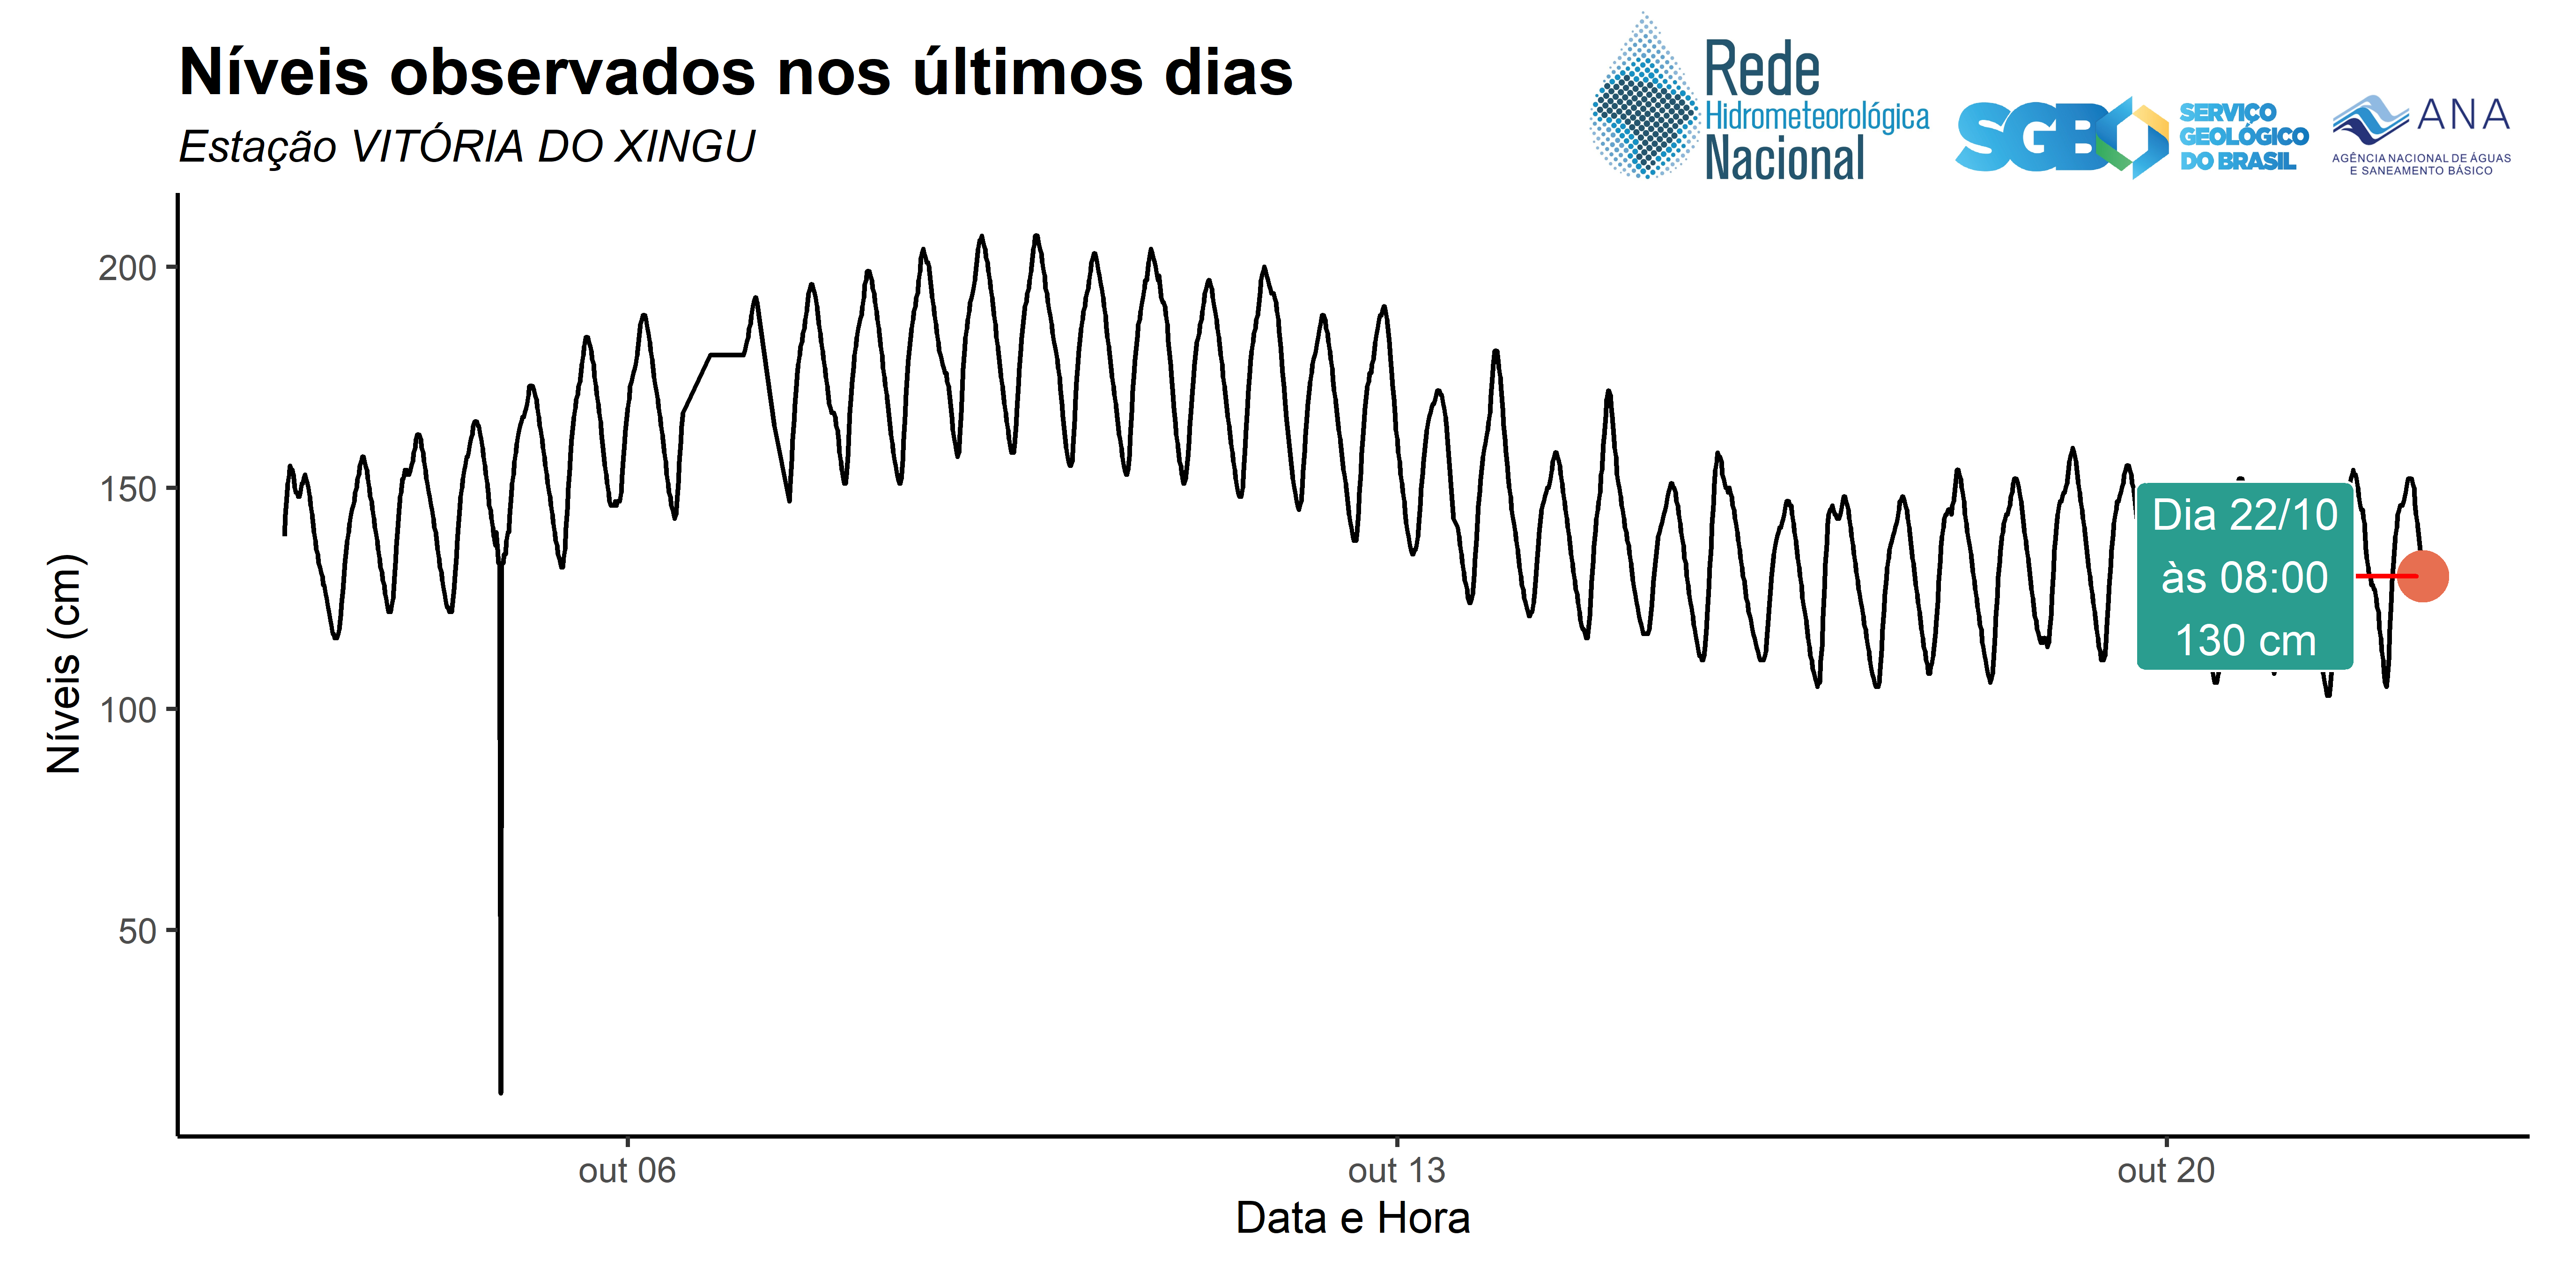 Níveis observados nos últimos dias
Estação VITÓRIA DO XINGU
Rede
Hidrometeorológica
Nacional
SGB
SERVIÇO
GEOLÓGICO
DO BRASIL
ANA
AGÊNCIA NACIONAL DE ÁGUAS
E SANEAMENTO BÁSICO
Níveis (cm)
200
150
100
50
Dia 22/10
às 08:00
130 cm
out 06
out 13
out 20
Data e Hora